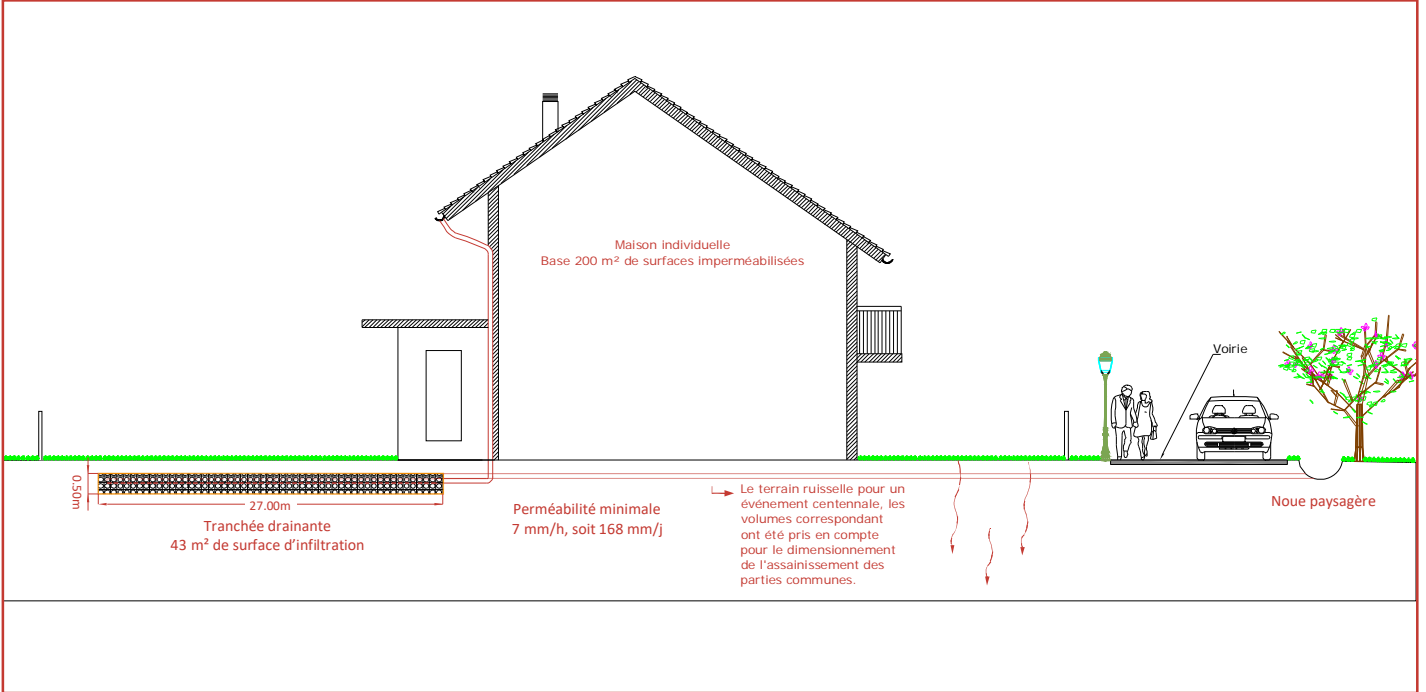 Maison individuelle
Base 200 m² de surfaces imperméabilisées
Voirie
0.50m
27.00m
Tranchée drainante
43 m² de surface d'infiltration
Perméabilité minimale
7 mm/h, soit 168 mm/j
Le terrain ruisselle pour un
événement centennale, les
volumes correspondant
ont été pris en compte
pour le dimensionnement
de l'assainissement des
parties communes.
Noue paysagère